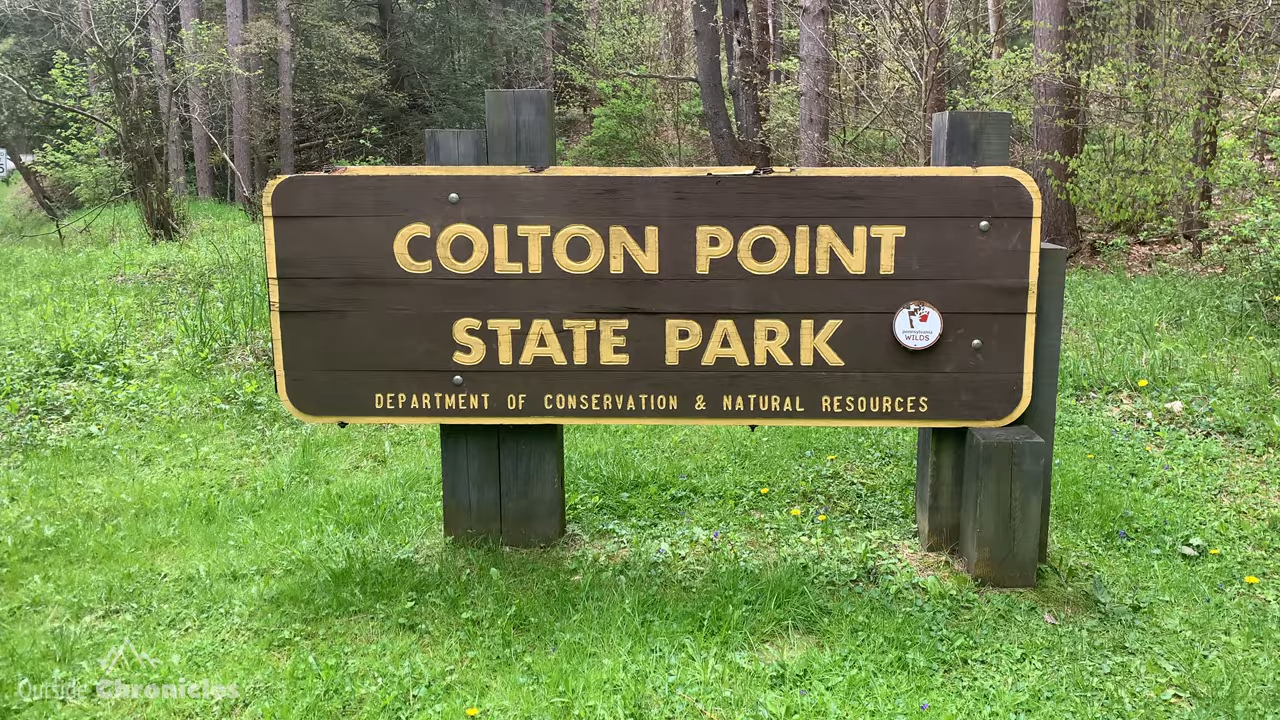 COLTON POINT
STATE PARK
pennsylvania
WILDS
DEPARTMENT OF CONSERVATION & NATURAL RESOURCES
Outside Chronicles